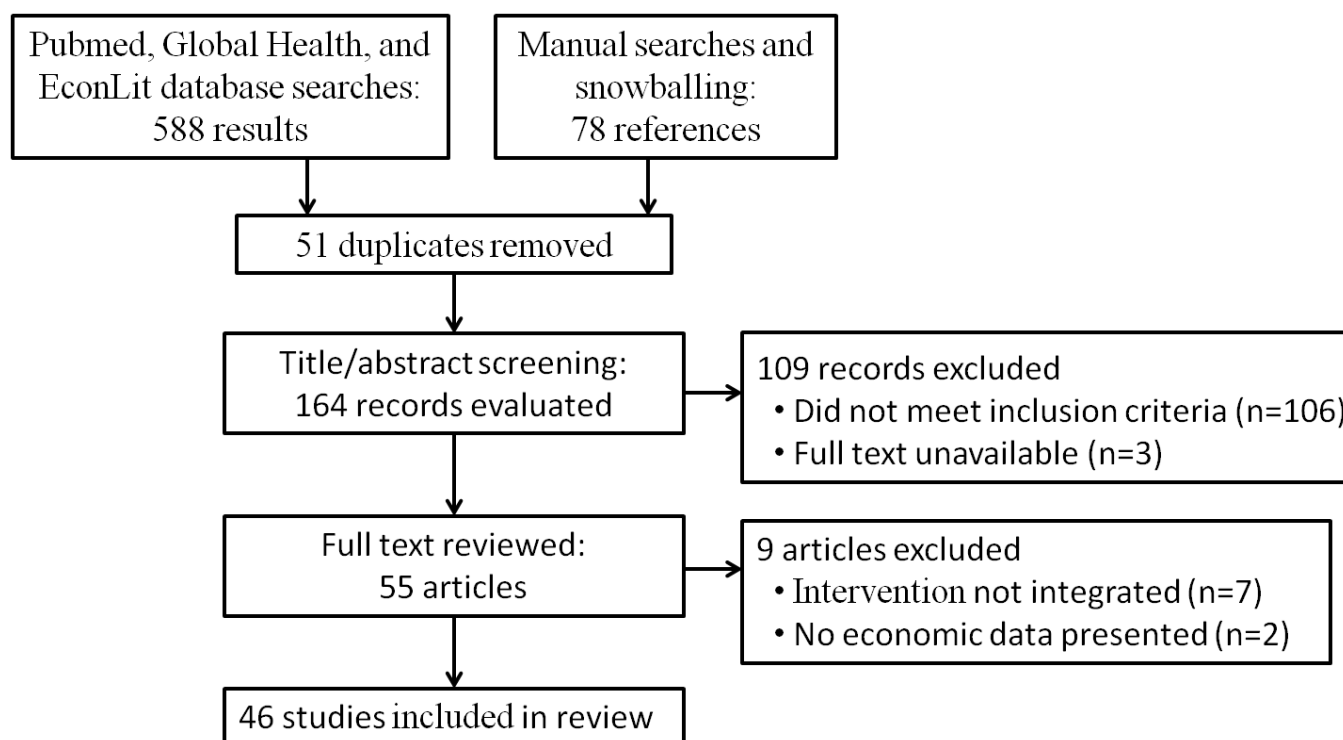 Pubmed, Global Health, and
EconLit database searches:
588 results
Manual searches and
snowballing:
78 references
51 duplicates removed
Title/abstract screening:
164 records evaluated
109 records excluded
• Did not meet inclusion criteria (n=106)
• Full text unavailable (n=3)
Full text reviewed:
55 articles
9 articles excluded
• Intervention not integrated (n=7)
• No economic data presented (n=2)
46 studies included in review